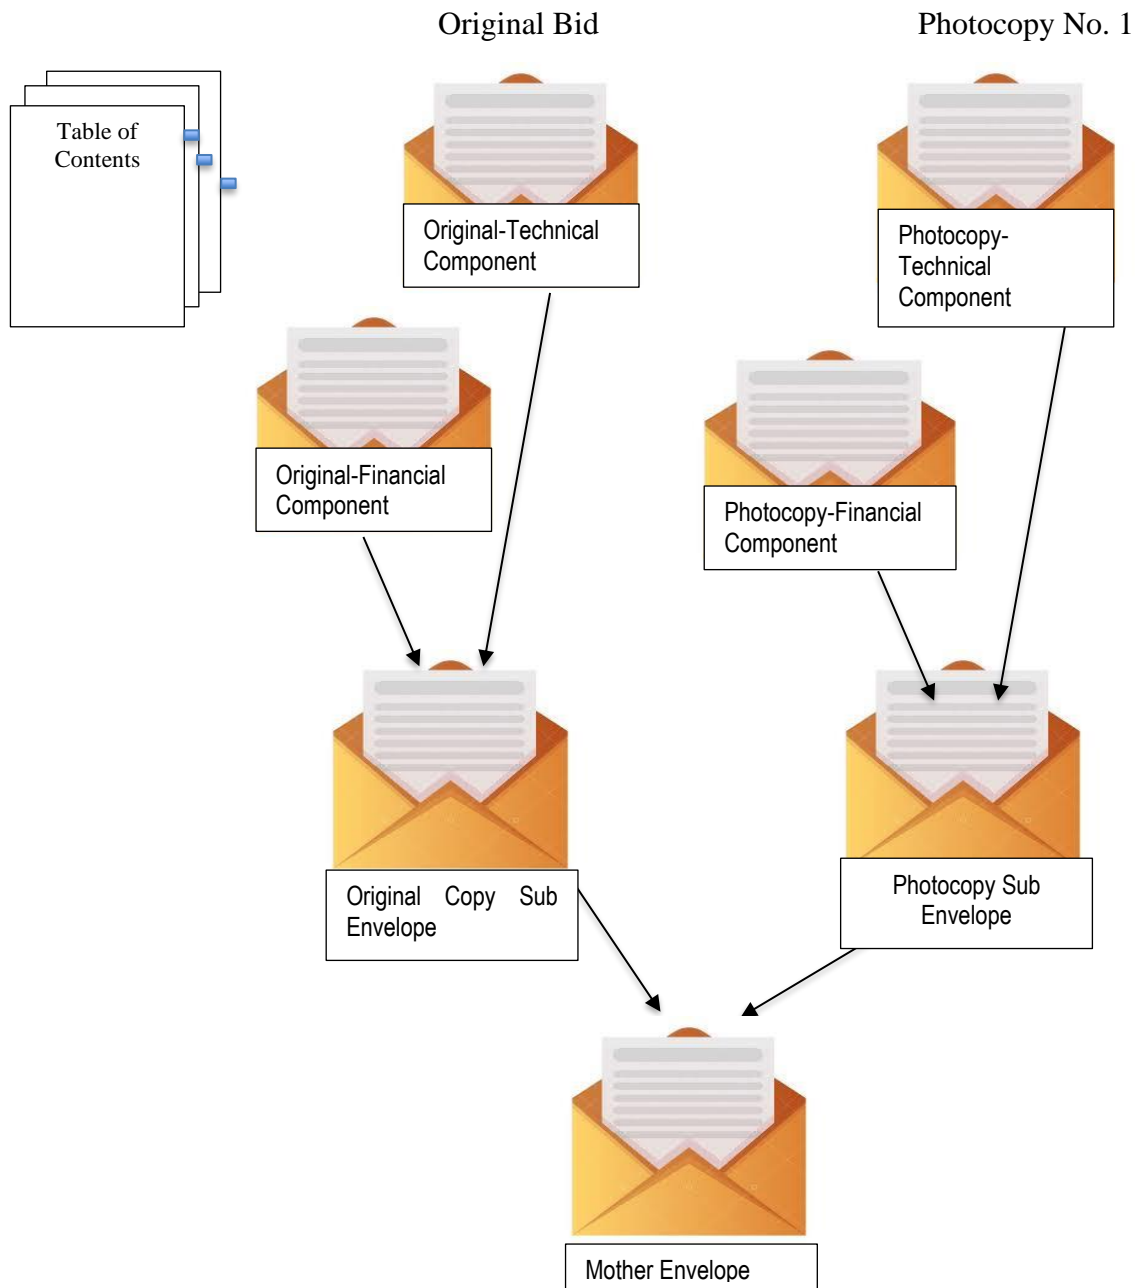 Original Bid
Photocopy No. 1
Table of
Contents
Original-Technical
Component
Photocopy-
Technical
Component
Original-Financial
Component
Photocopy-Financial
Component
Original Copy Sub
Envelope
Photocopy Sub
Envelope
Mother Envelope